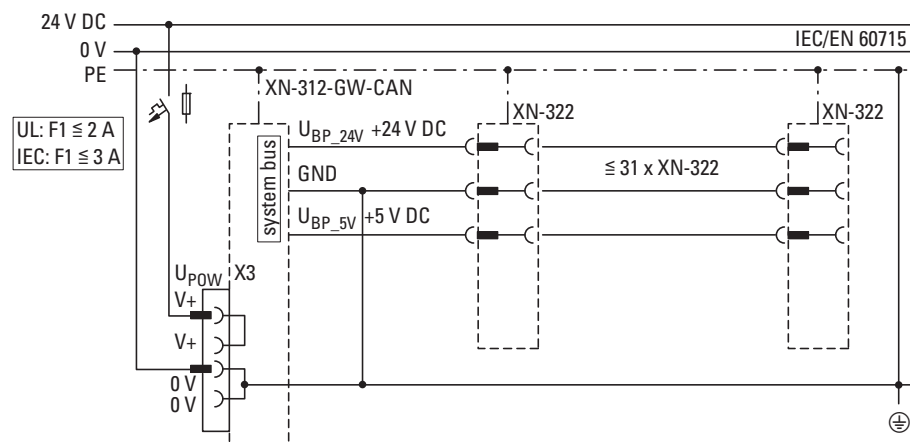 24 V DC
0 V
IEC/EN 60715
PE
XN-312-GW-CAN
XN-322
XN-322
UL: F1 ≦ 2 A
IEC: F1 ≦ 3 A
system bus
UBP_24V +24 V DC
GND
≦ 31 x XN-322
UBP_5V +5 V DC
UPOW X3
V+
V+
0 V
0 V